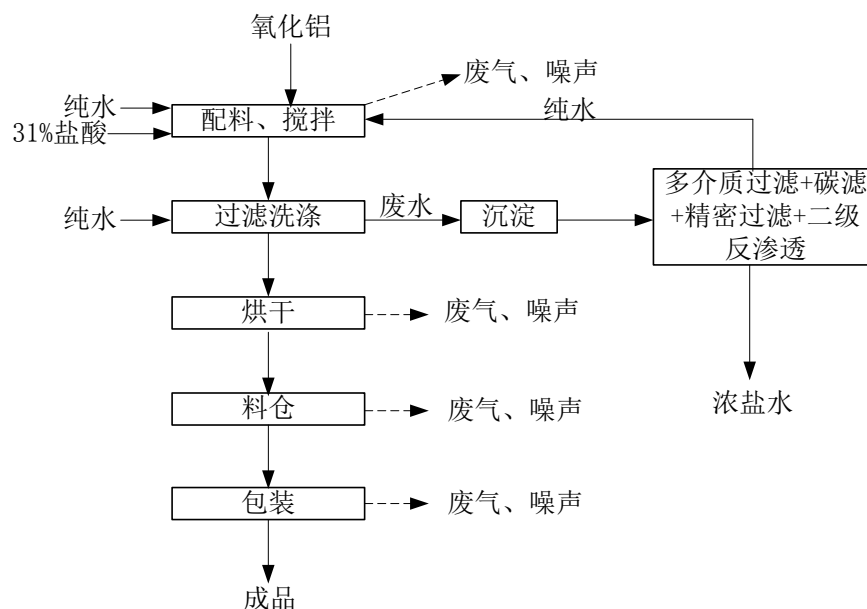 氧化铝
废气、噪声
纯水
31%盐酸
配料、搅拌
纯水
纯水
过滤洗涤
废水
沉淀
多介质过滤+碳滤
+精密过滤+二级
反渗透
烘干
废气、噪声
料仓
废气、噪声
浓盐水
包装
废气、噪声
成品